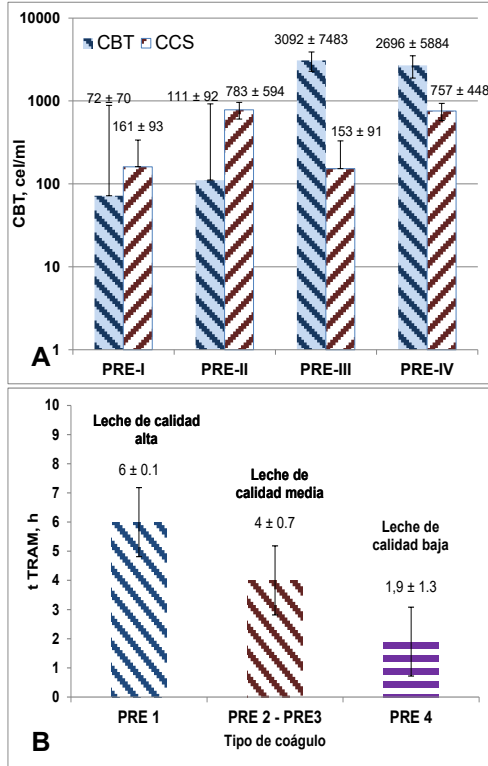 10000
1000
100
10
1
CBT, cel/ml
CBT
CCS
72 ± 70
161 ± 93
111 ± 92
783 ± 594
3092 ± 7483
153 ± 91
2696 ± 5884
757 ± 448
A
PRE-I
PRE-II
PRE-III
PRE-IV
10
9
8
7
6
5
4
3
2
1
0
t TRAM, h
Leche de calidad
alta
6 ± 0.1
Leche de
calidad media
4 ± 0.7
Leche de
calidad baja
1,9 ± 1.3
PRE 1
PRE 2 - PRE3
PRE 4
B
Tipo de coágulo